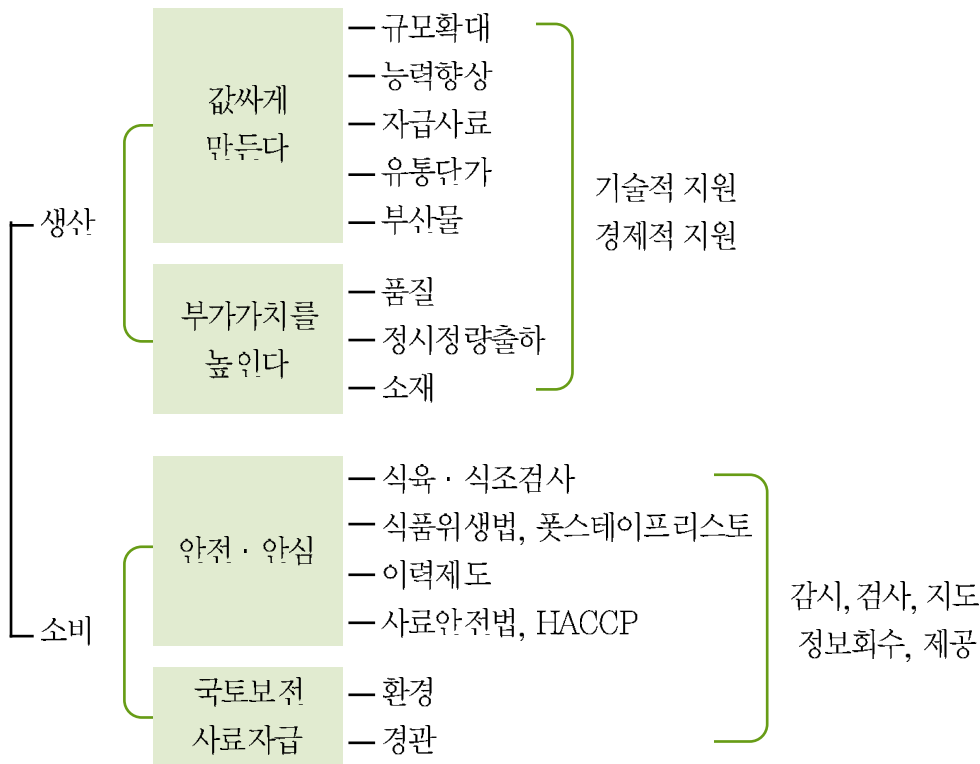 생산
값싸게
만든다
규모확대
능력향상
자급사료
유통단가
부산물
부가가치를
높인다
품질
정시정량출하
소재
기술적 지원
경제적 지원
소비
안전 · 안심
식육 · 식조검사
식품위생법, 폿스테이프리스토
이력제도
사료안전법, HACCP
국토보전
사료자급
환경
경관
감시, 검사, 지도
정보회수, 제공